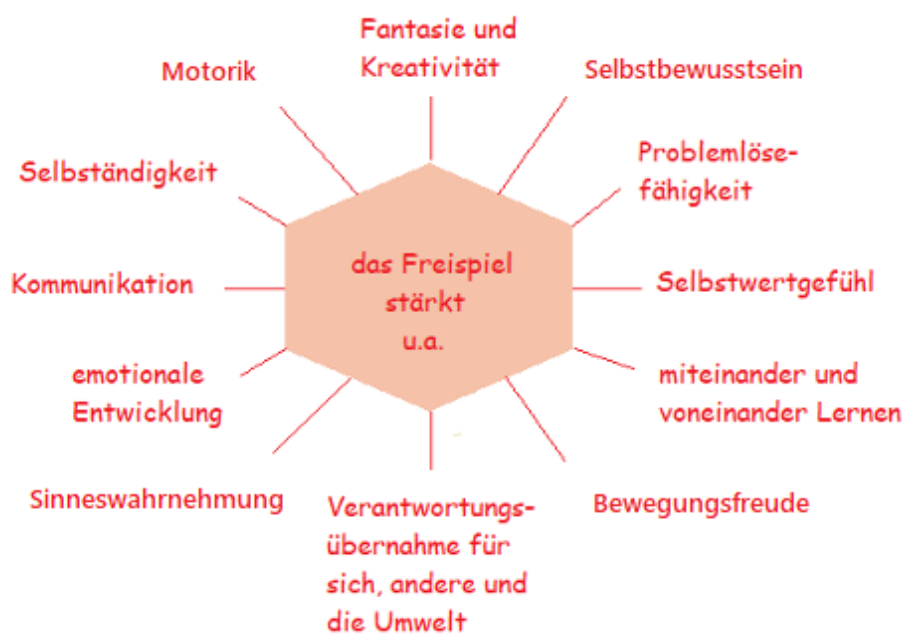 Fantasie und
Kreativität
Motorik
Selbstbewusstsein
Problemlöse-
fähigkeit
Selbständigkeit
das Freispiel
stärkt
u.a.
Kommunikation
Selbstwertgefühl
emotionale
Entwicklung
miteinander und
voneinander Lernen
Sinneswahrnehmung
Verantwortungs-
übernahme für
sich, andere und
die Umwelt
Bewegungsfreude